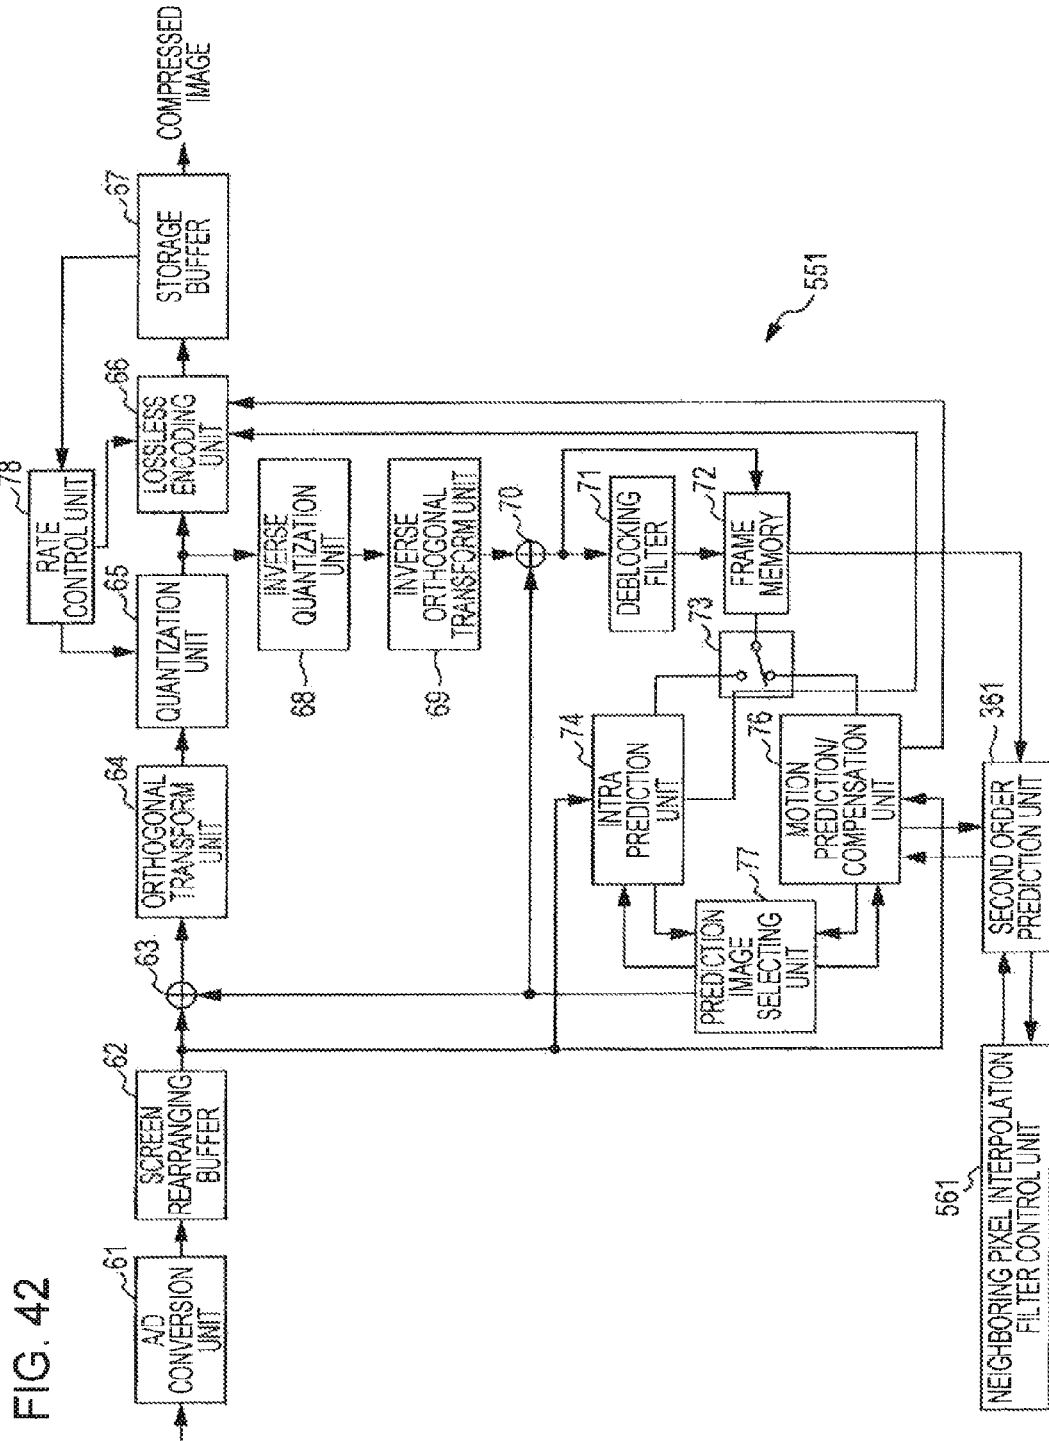 FIG. 42
61
A/D
CONVERSION
UNIT
62
SCREEN
REARRANGING
BUFFER
63
64
ORTHOGONAL
TRANSFORM
UNIT
65
QUANTIZATION
UNIT
78
RATE
CONTROL UNIT
66
LOSSLESS
ENCODING
UNIT
67
STORAGE
BUFFER
COMPRESSED
IMAGE
INVERSE
QUANTIZATION
UNIT
68
INVERSE
ORTHOGONAL
TRANSFORM UNIT
69
70
71
DEBLOCKING
FILTER
72
FRAME
MEMORY
73
74
INTRA
PREDICTION
UNIT
76
MOTION
PREDICTION/
COMPENSATION
UNIT
77
PREDICTION
IMAGE
SELECTING
UNIT
551
361
SECOND ORDER
PREDICTION UNIT
561
NEIGHBORING PIXEL INTERPOLATION
FILTER CONTROL UNIT